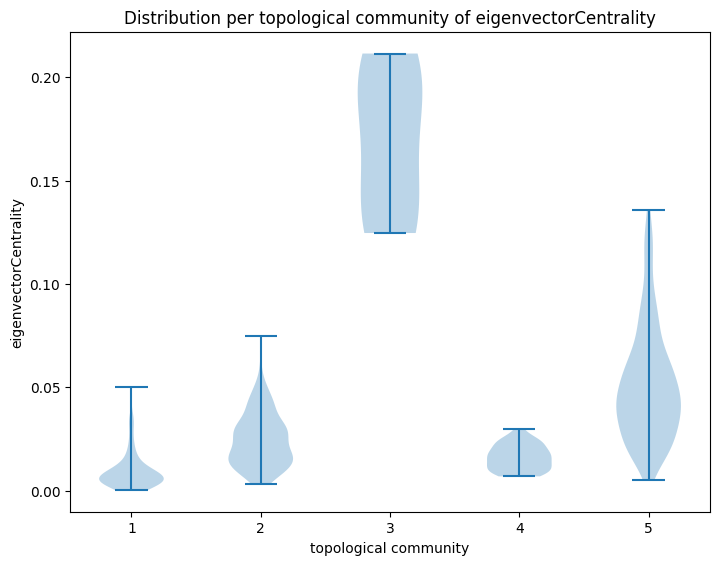 Distribution per topological community of eigenvectorCentrality
eigenvectorCentrality
0.20
0.15
0.10
0.05
0.00
1 2 3 4 5
topological community